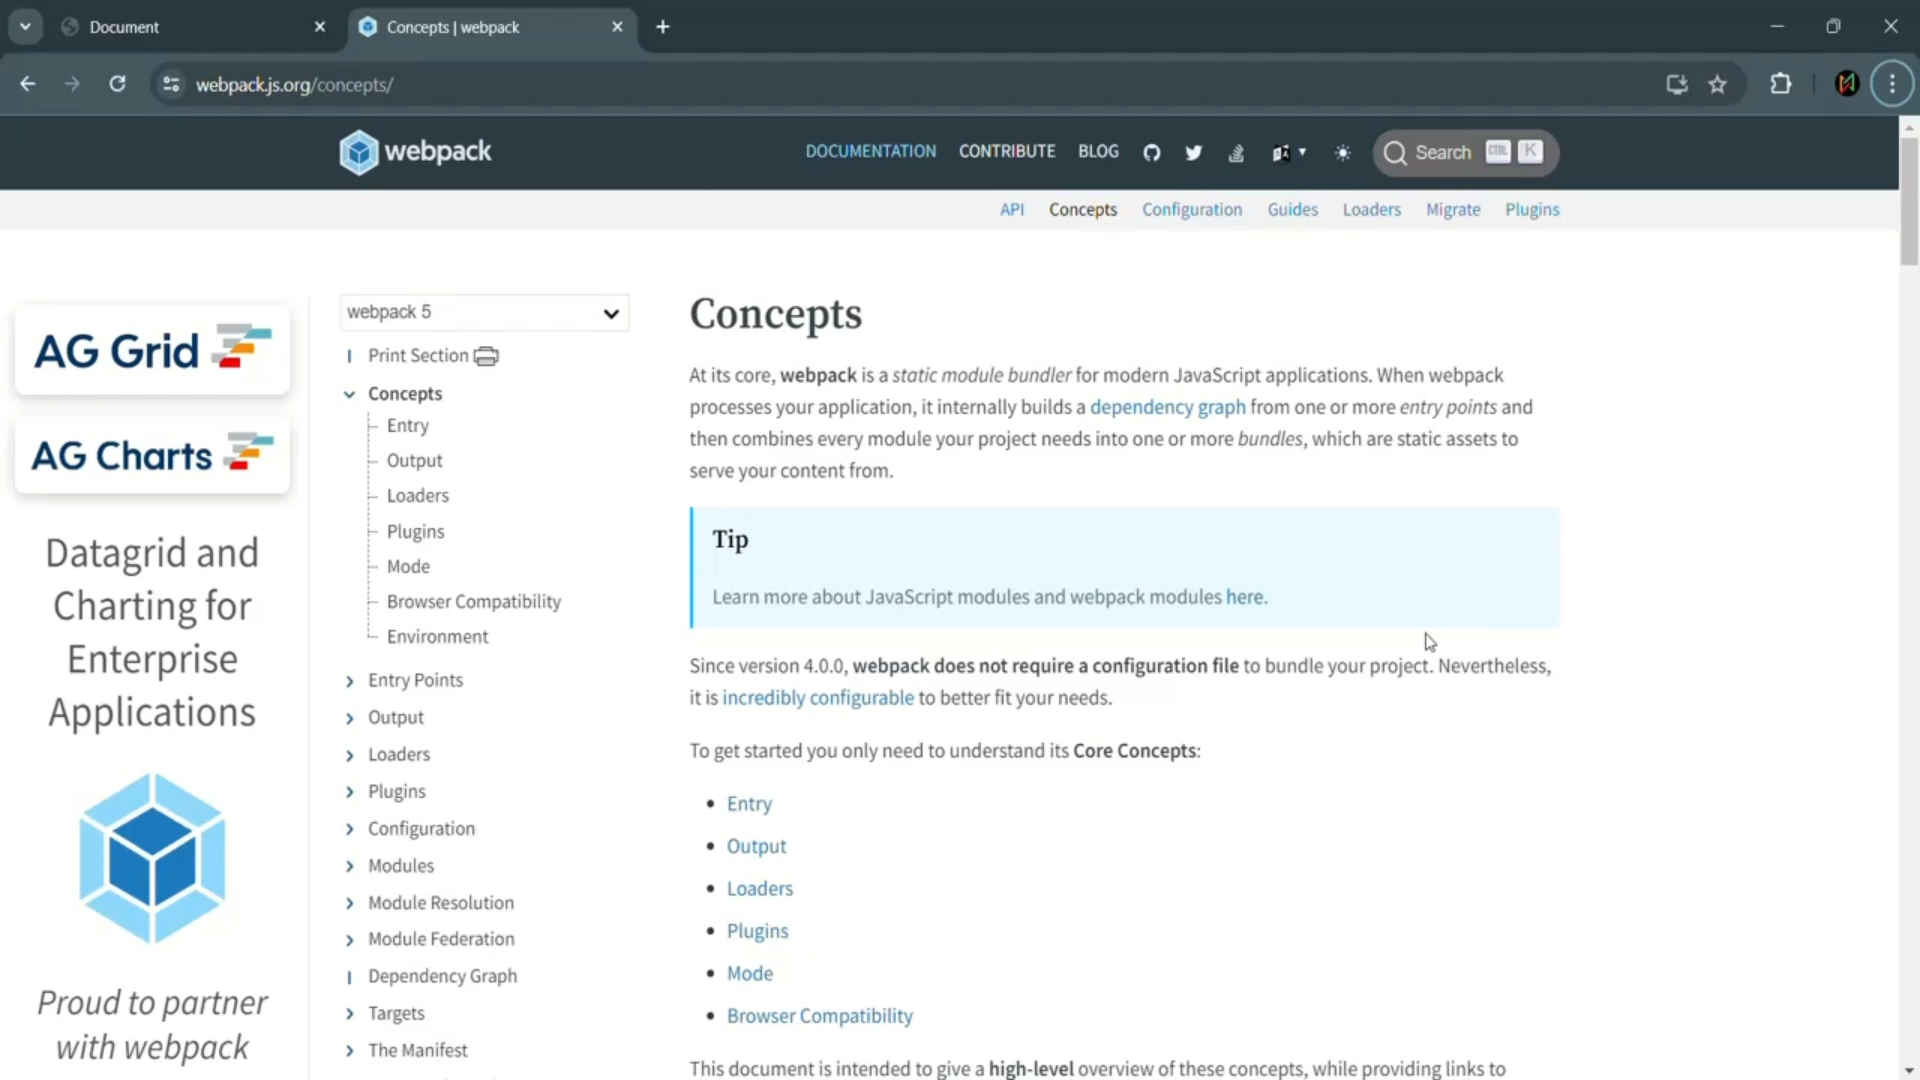 Document
Concepts | webpack
webpack.js.org/concepts/
webpack
DOCUMENTATION CONTRIBUTE BLOG
Search CTRL K
API Concepts Configuration Guides Loaders Migrate Plugins
AG Grid
AG Charts
Datagrid and
Charting for
Enterprise
Applications
Proud to partner
with webpack
webpack 5
Print Section
Concepts
Entry
Output
Loaders
Plugins
Mode
Browser Compatibility
Environment
Entry Points
Output
Loaders
Plugins
Configuration
Modules
Module Resolution
Module Federation
Dependency Graph
Targets
The Manifest
Concepts
At its core, webpack is a static module bundler for modern JavaScript applications. When webpack
processes your application, it internally builds a dependency graph from one or more entry points and
then combines every module your project needs into one or more bundles, which are static assets to
serve your content from.
Tip
Learn more about JavaScript modules and webpack modules here.
Since version 4.0.0, webpack does not require a configuration file to bundle your project. Nevertheless,
it is incredibly configurable to better fit your needs.
To get started you only need to understand its Core Concepts:
Entry
Output
Loaders
Plugins
Mode
Browser Compatibility
This document is intended to give a high-level overview of these concepts, while providing links to